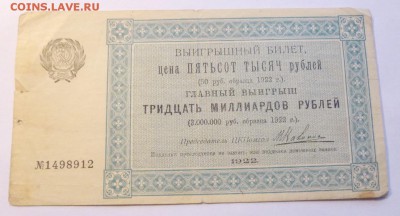 COINS.LAVE.RU
ВЫИГРЫШНЫЙ БИЛЕТ,
цена ПЯТЬСОТ ТЫСЯЧ рублей
(50 руб. образца 1922 г.).
ГЛАВНЫЙ ВЫИГРЫШ
ТРИДЦАТЬ МИЛЛИАРДОВ РУБЛЕЙ
(3.000.000 руб. образца 1922 г.).
Председатель ЦК
№1498912
1922.